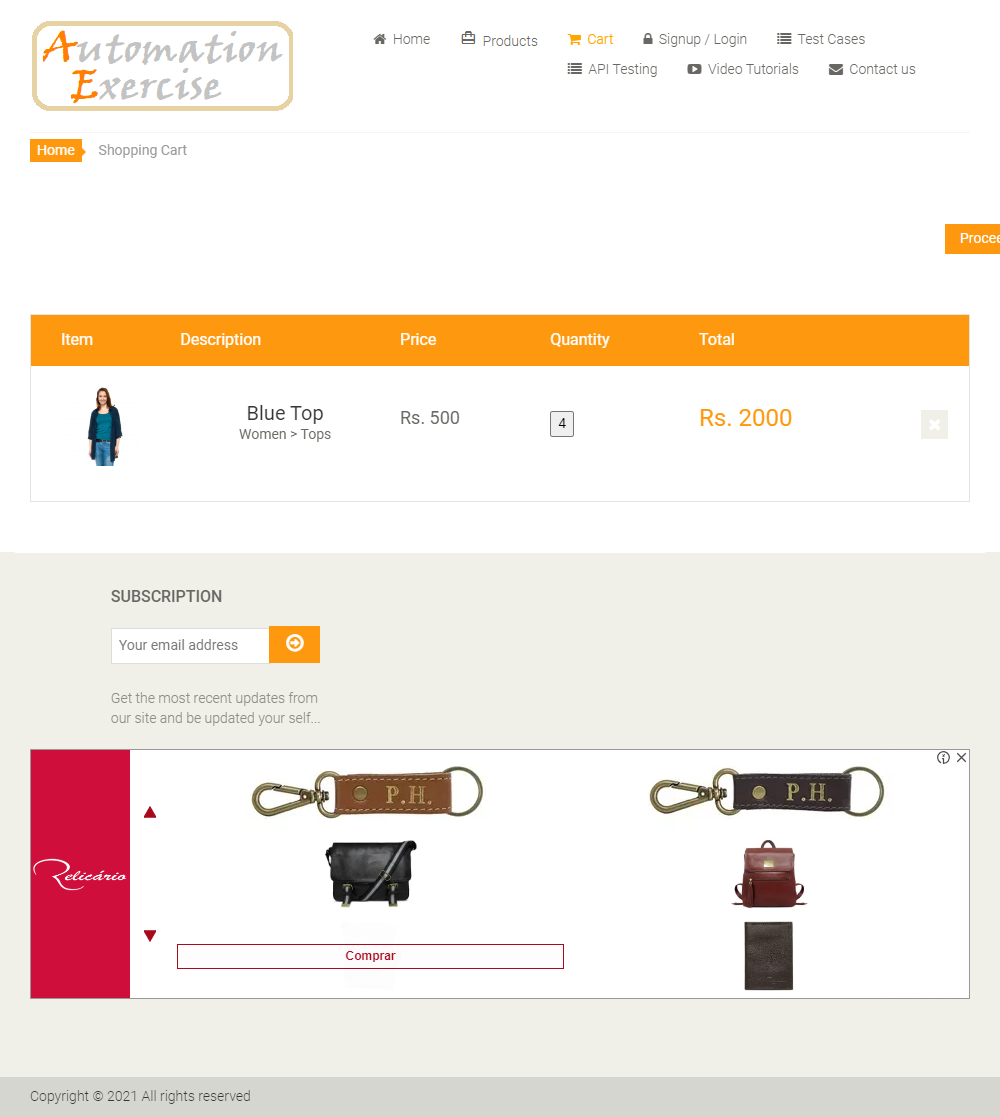 Automation
Exercise
Home
Products
Cart
Signup / Login
Test Cases
API Testing
Video Tutorials
Contact us
Home
Shopping Cart
Procee
Item Description Price Quantity Total
Blue Top
Women > Tops
Rs. 500
4
Rs. 2000
SUBSCRIPTION
Your email address
Get the most recent updates from
our site and be updated your self...
P.H.
P.H.
Relicário
Comprar
Copyright © 2021 All rights reserved